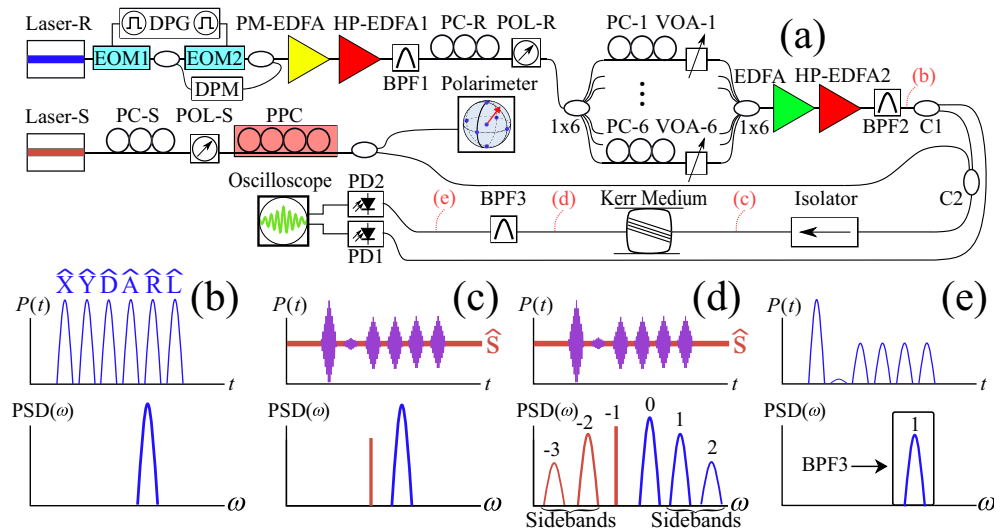 Laser-R
DPG
PM-EDFA
HP-EDFA1
PC-R
POL-R
PC-1
VOA-1
(a)
EOM1
EOM2
DPM
BPF1
Polarimeter
EDFA
HP-EDFA2
(b)
Laser-S
PC-S
POL-S
PPC
1x6
PC-6
VOA-6
1x6
BPF2
C1
Oscilloscope
PD2
(e)
BPF3
(d)
Kerr Medium
(c)
Isolator
C2
PD1
X̂ Ŷ D̂ Â R̂ L̂
(b)
P(t)
t
PSD(ω)
ω
(c)
P(t)
Ŝ
t
PSD(ω)
ω
(d)
P(t)
Ŝ
t
PSD(ω)
-3
-2
-1
0
1
2
ω
Sidebands
Sidebands
(e)
P(t)
t
PSD(ω)
1
BPF3
ω